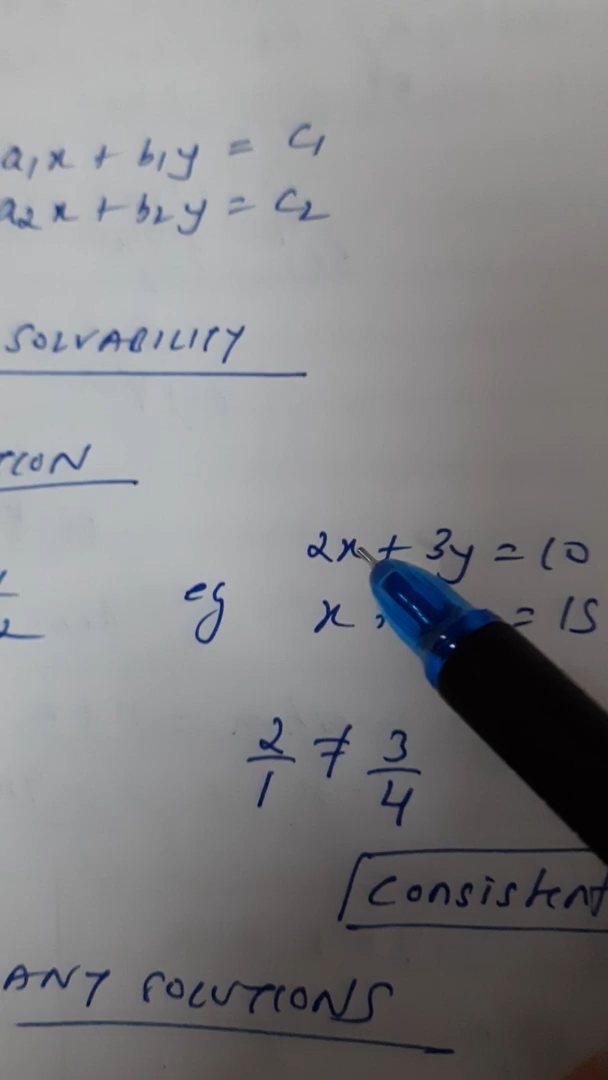 a₁x + b₁y = c₁
a₂x + b₂y = c₂
SOLVABILITY
TION
eg 2x + 3y = 10
x = 15
2/1 ≠ 3/4
Consistent
ANY SOLUTIONS